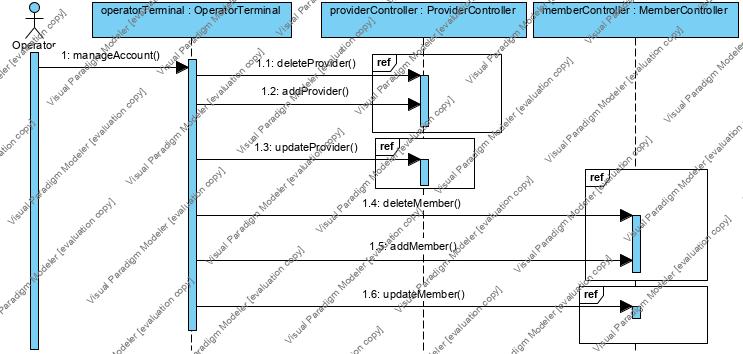 operatorTerminal : OperatorTerminal
providerController : ProviderController
memberController : MemberController
Operator
1: manageAccount()
ref
1.1: deleteProvider()
1.2: addProvider()
ref
1.3: updateProvider()
ref
1.4: deleteMember()
1.5: addMember()
ref
1.6: updateMember()
Visual Paradigm Modeler [evaluation copy]